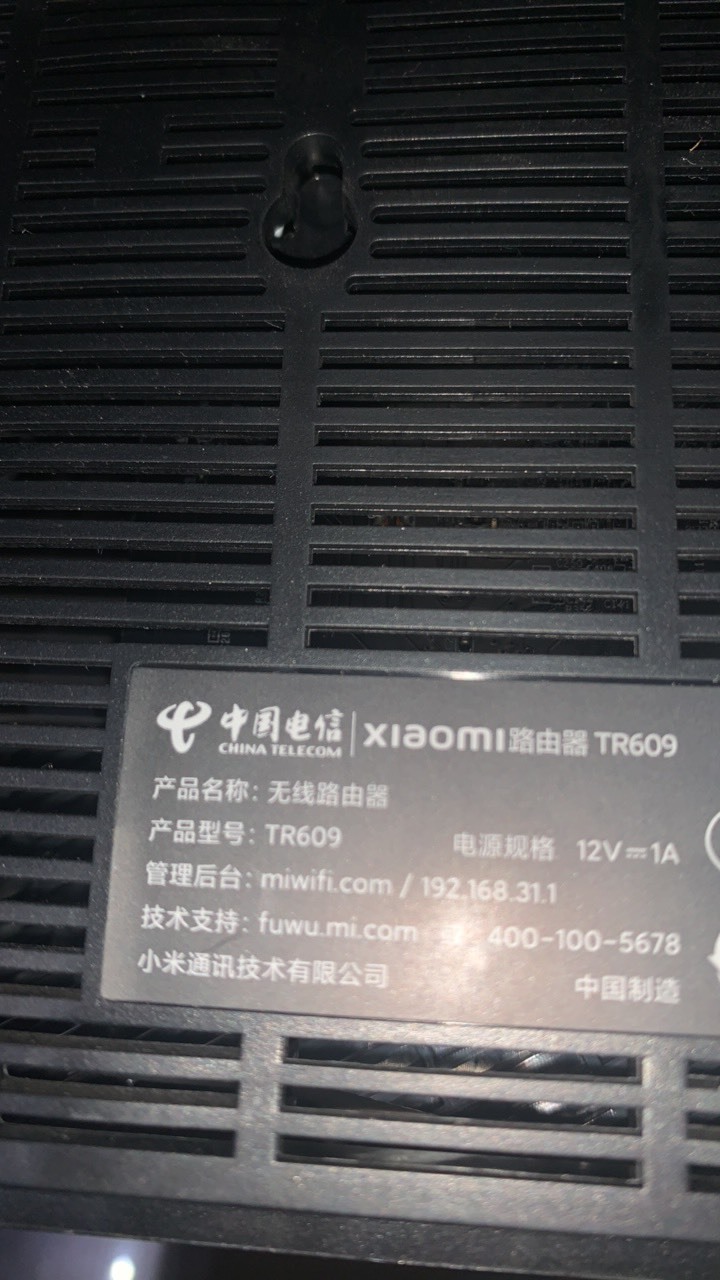 中国电信 CHINA TELECOM | xiaomi路由器 TR609
产品名称：无线路由器
产品型号：TR609 电源规格 12V⎓1A
管理后台：miwifi.com / 192.168.31.1
技术支持：fuwu.mi.com 400-100-5678
小米通讯技术有限公司 中国制造